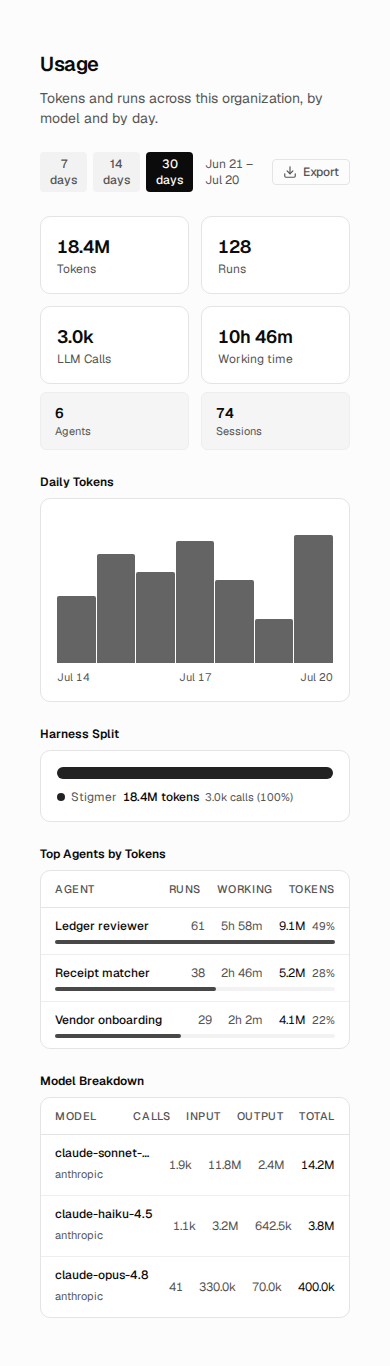 Usage
Tokens and runs across this organization, by
model and by day.
7 days
14 days
30 days
Jun 21 – Jul 20
Export
18.4M
Tokens
128
Runs
3.0k
LLM Calls
10h 46m
Working time
6
Agents
74
Sessions
Daily Tokens
Jul 14 Jul 17 Jul 20
Harness Split
Stigmer 18.4M tokens 3.0k calls (100%)
Top Agents by Tokens
AGENT RUNS WORKING TOKENS
Ledger reviewer 61 5h 58m 9.1M 49%
Receipt matcher 38 2h 46m 5.2M 28%
Vendor onboarding 29 2h 2m 4.1M 22%
Model Breakdown
MODEL CALLS INPUT OUTPUT TOTAL
claude-sonnet-… 1.9k 11.8M 2.4M 14.2M
anthropic
claude-haiku-4.5 1.1k 3.2M 642.5k 3.8M
anthropic
claude-opus-4.8 41 330.0k 70.0k 400.0k
anthropic